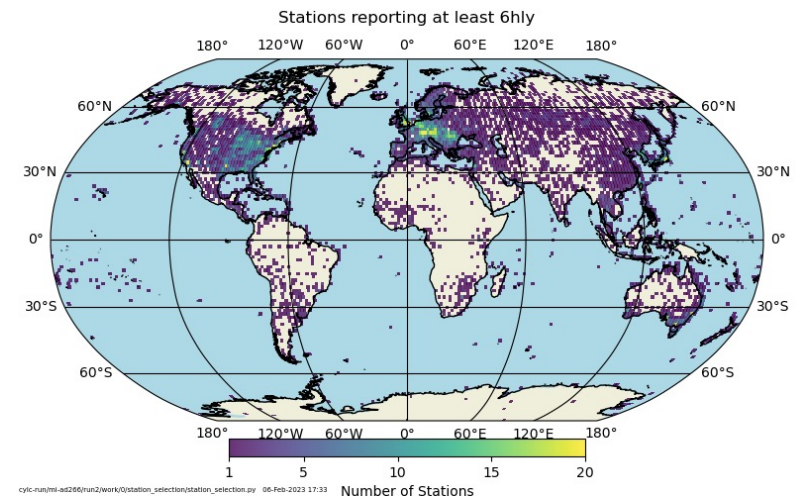 Stations reporting at least 6hly
180° 120°W 60°W 0° 60°E 120°E 180°
60°N 60°N
30°N 30°N
0° 0°
30°S 30°S
60°S 60°S
180° 120°W 60°W 0° 60°E 120°E 180°
1 5 10 15 20
cylc-run/mi-ad266/run2/work/0/station_selection/station_selection.py 06-Feb-2023 17:33
Number of Stations